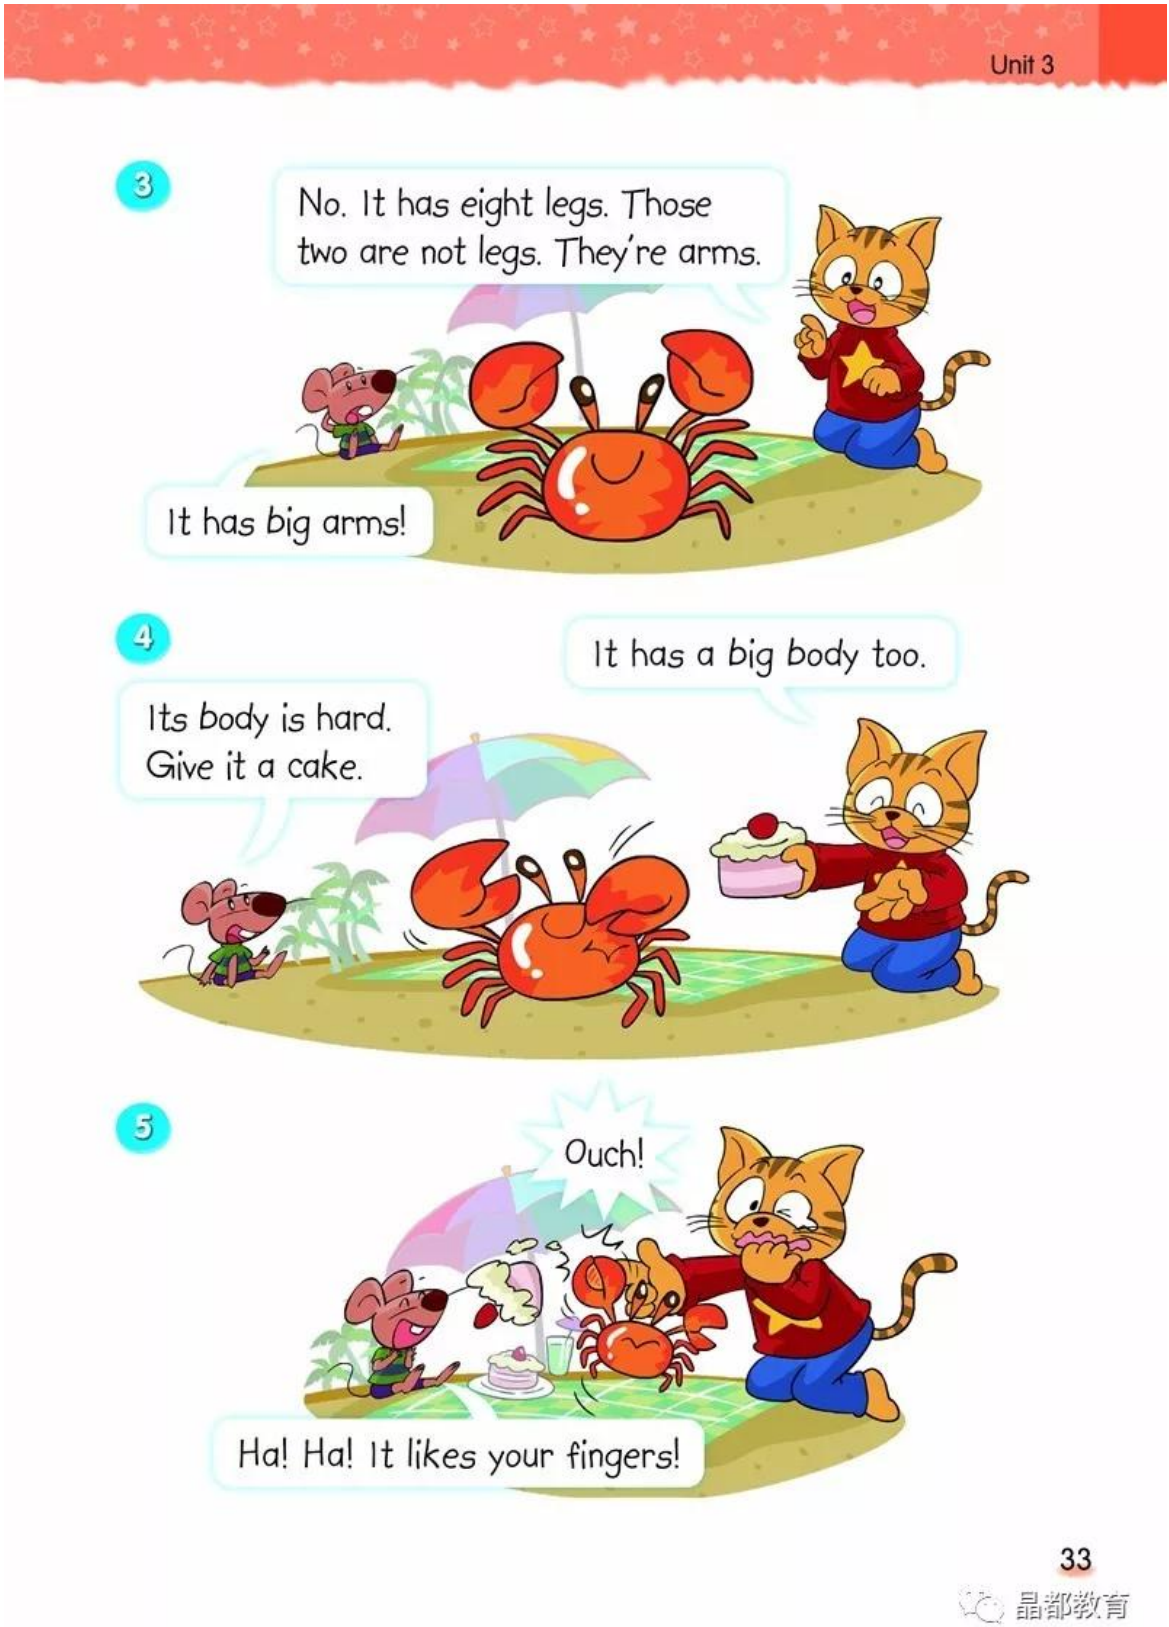 Unit 3
3
No. It has eight legs. Those
two are not legs. They're arms.
It has big arms!
4
It has a big body too.
Its body is hard.
Give it a cake.
5
Ouch!
Ha! Ha! It likes your fingers!
33
晶都教育